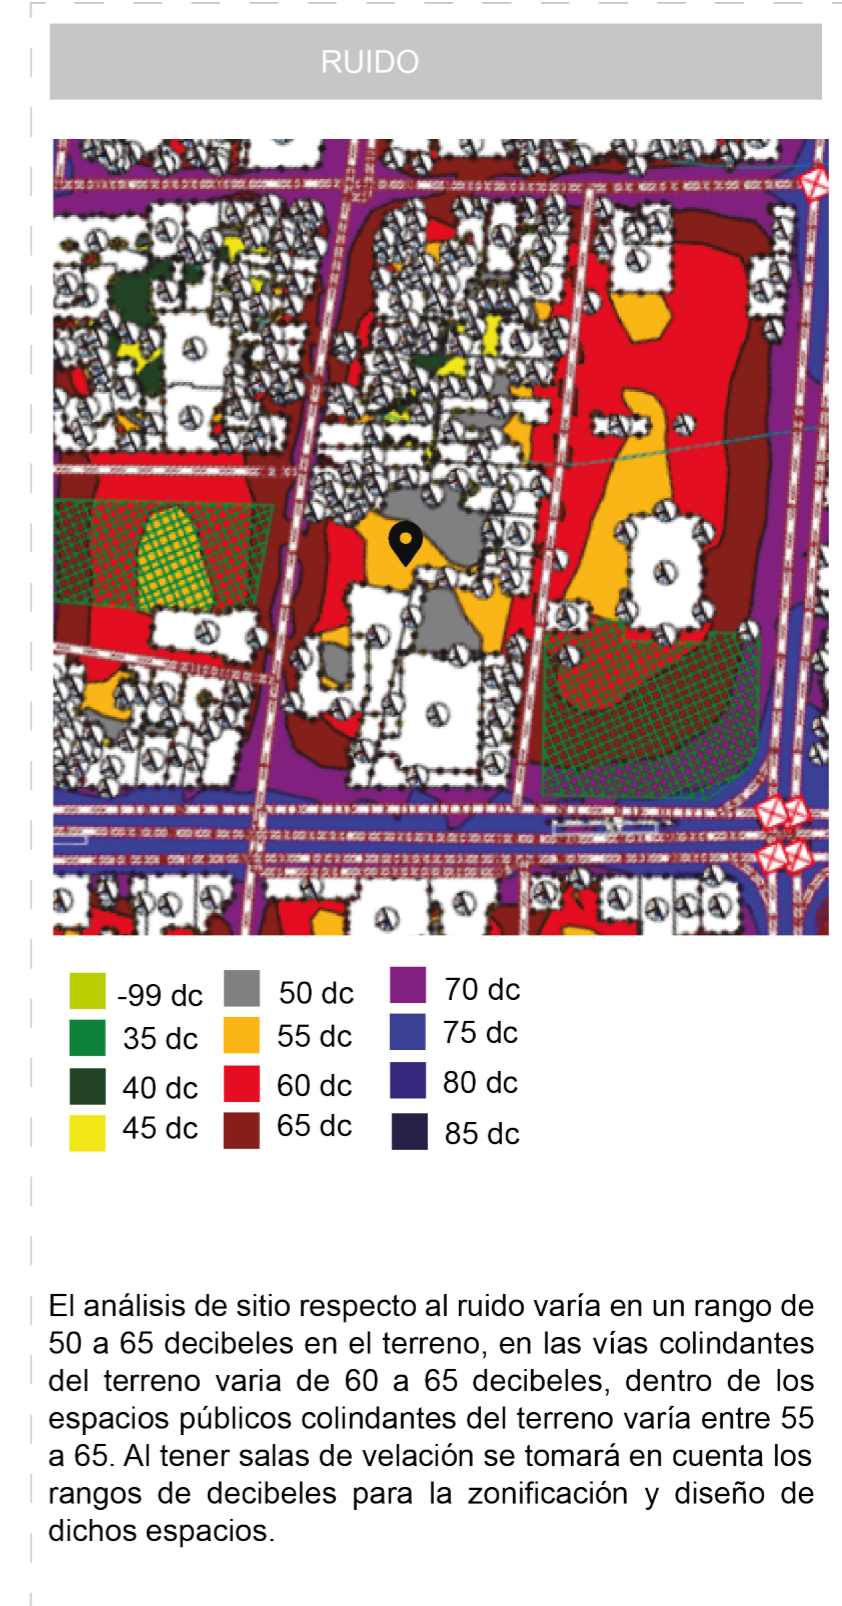 RUIDO
-99 dc
50 dc
70 dc
35 dc
55 dc
75 dc
40 dc
60 dc
80 dc
45 dc
65 dc
85 dc
El análisis de sitio respecto al ruido varía en un rango de
50 a 65 decibeles en el terreno, en las vías colindantes
del terreno varia de 60 a 65 decibeles, dentro de los
espacios públicos colindantes del terreno varía entre 55
a 65. Al tener salas de velación se tomará en cuenta los
rangos de decibeles para la zonificación y diseño de
dichos espacios.